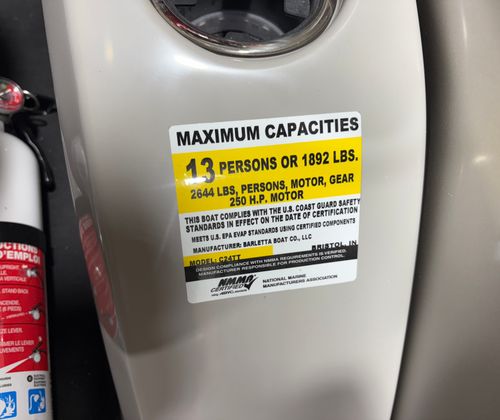 MAXIMUM CAPACITIES
13 PERSONS OR 1892 LBS.
2644 LBS, PERSONS, MOTOR, GEAR
250 H.P. MOTOR
THIS BOAT COMPLIES WITH THE U.S. COAST GUARD SAFETY
STANDARDS IN EFFECT ON THE DATE OF CERTIFICATION
MEETS U.S. EPA EVAP STANDARDS USING CERTIFIED COMPONENTS
MANUFACTURER: BARLETTA BOAT CO., LLC
MODEL: C24TT BRISTOL, IN
DESIGN COMPLIANCE WITH NMMA REQUIREMENTS IS VERIFIED.
MANUFACTURER RESPONSIBLE FOR PRODUCTION CONTROL.
NMMA
CERTIFIED
NATIONAL MARINE
MANUFACTURERS ASSOCIATION
D'EMPLOI